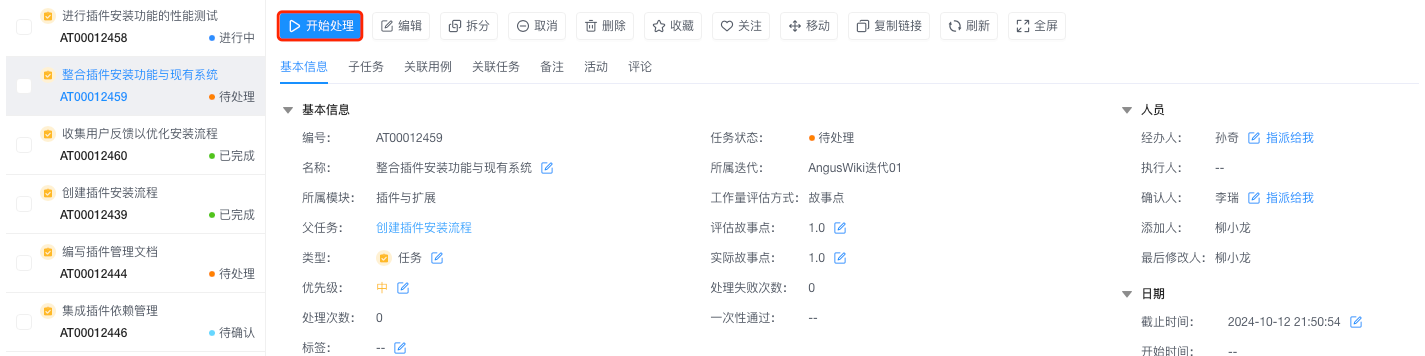 进行插件安装功能的性能测试
AT00012458 进行中
整合插件安装功能与现有系统
AT00012459 待处理
收集用户反馈以优化安装流程
AT00012460 已完成
创建插件安装流程
AT00012439 已完成
编写插件管理文档
AT00012444 待处理
集成插件依赖管理
AT00012446 待确认
开始处理 编辑 拆分 取消 删除 收藏 关注 移动 复制链接 刷新 全屏
基本信息 子任务 关联用例 关联任务 备注 活动 评论
基本信息
编号： AT00012459 任务状态： 待处理
名称： 整合插件安装功能与现有系统 所属迭代： AngusWiki迭代01
所属模块： 插件与扩展 工作量评估方式： 故事点
父任务： 创建插件安装流程 评估故事点： 1.0
类型： 任务 实际故事点： 1.0
优先级： 中 处理失败次数： 0
处理次数： 0 一次性通过： --
标签： --
人员
经办人： 孙奇 指派给我
执行人： --
确认人： 李瑞 指派给我
添加人： 柳小龙
最后修改人： 柳小龙
日期
截止时间： 2024-10-12 21:50:54
开始时间： --